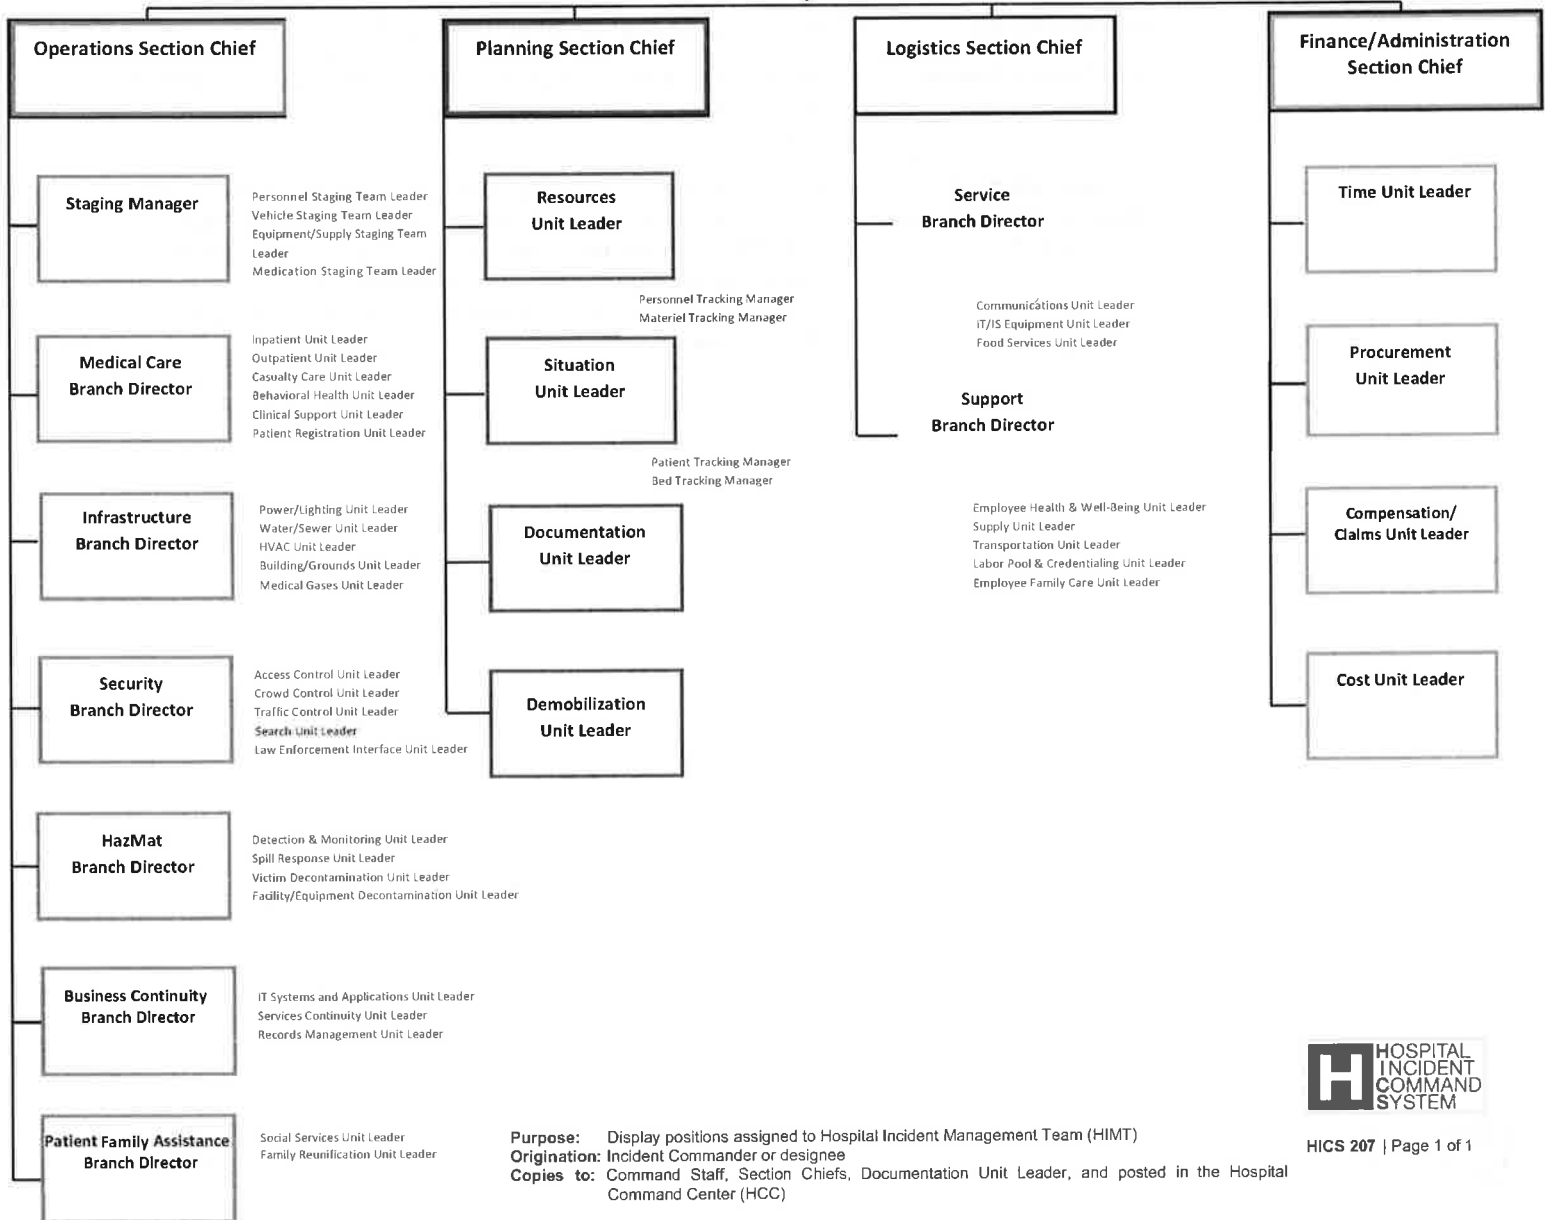 Operations Section Chief
Planning Section Chief
Logistics Section Chief
Finance/Administration
Section Chief
Staging Manager
Personnel Staging Team Leader
Vehicle Staging Team Leader
Equipment/Supply Staging Team
Leader
Medication Staging Team Leader
Medical Care
Branch Director
Inpatient Unit Leader
Outpatient Unit Leader
Casualty Care Unit Leader
Behavioral Health Unit Leader
Clinical Support Unit Leader
Patient Registration Unit Leader
Infrastructure
Branch Director
Power/Lighting Unit Leader
Water/Sewer Unit Leader
HVAC Unit Leader
Building/Grounds Unit Leader
Medical Gases Unit Leader
Security
Branch Director
Access Control Unit Leader
Crowd Control Unit Leader
Traffic Control Unit Leader
Search Unit Leader
Law Enforcement Interface Unit Leader
HazMat
Branch Director
Detection & Monitoring Unit Leader
Spill Response Unit Leader
Victim Decontamination Unit Leader
Facility/Equipment Decontamination Unit Leader
Business Continuity
Branch Director
IT Systems and Applications Unit Leader
Services Continuity Unit Leader
Records Management Unit Leader
Patient Family Assistance
Branch Director
Social Services Unit Leader
Family Reunification Unit Leader
Resources
Unit Leader
Personnel Tracking Manager
Materiel Tracking Manager
Situation
Unit Leader
Patient Tracking Manager
Bed Tracking Manager
Documentation
Unit Leader
Demobilization
Unit Leader
Service
Branch Director
Communications Unit Leader
IT/IS Equipment Unit Leader
Food Services Unit Leader
Support
Branch Director
Employee Health & Well-Being Unit Leader
Supply Unit Leader
Transportation Unit Leader
Labor Pool & Credentialing Unit Leader
Employee Family Care Unit Leader
Time Unit Leader
Procurement
Unit Leader
Compensation/
Claims Unit Leader
Cost Unit Leader
Purpose: Display positions assigned to Hospital Incident Management Team (HIMT)
Origination: Incident Commander or designee
Copies to: Command Staff, Section Chiefs, Documentation Unit Leader, and posted in the Hospital
Command Center (HCC)
H
HOSPITAL
INCIDENT
COMMAND
SYSTEM
HICS 207 | Page 1 of 1